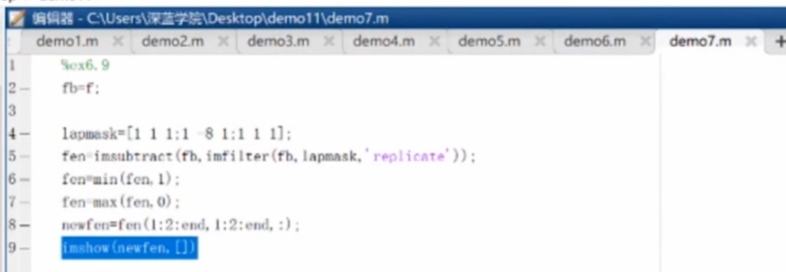 编辑器 - C:\Users\深蓝学院\Desktop\demo11\demo7.m
demo1.m × demo2.m × demo3.m × demo4.m × demo5.m × demo6.m × demo7.m × +
1 %ex6.9
2 - fb=f;
3
4 - lapmask=[1 1 1;1 -8 1;1 1 1];
5 - fen=imsubtract(fb,imfilter(fb,lapmask,'replicate'));
6 - fen=min(fen,1);
7 - fen=max(fen,0);
8 - newfen=fen(1:2:end,1:2:end,:);
9 - imshow(newfen,[])